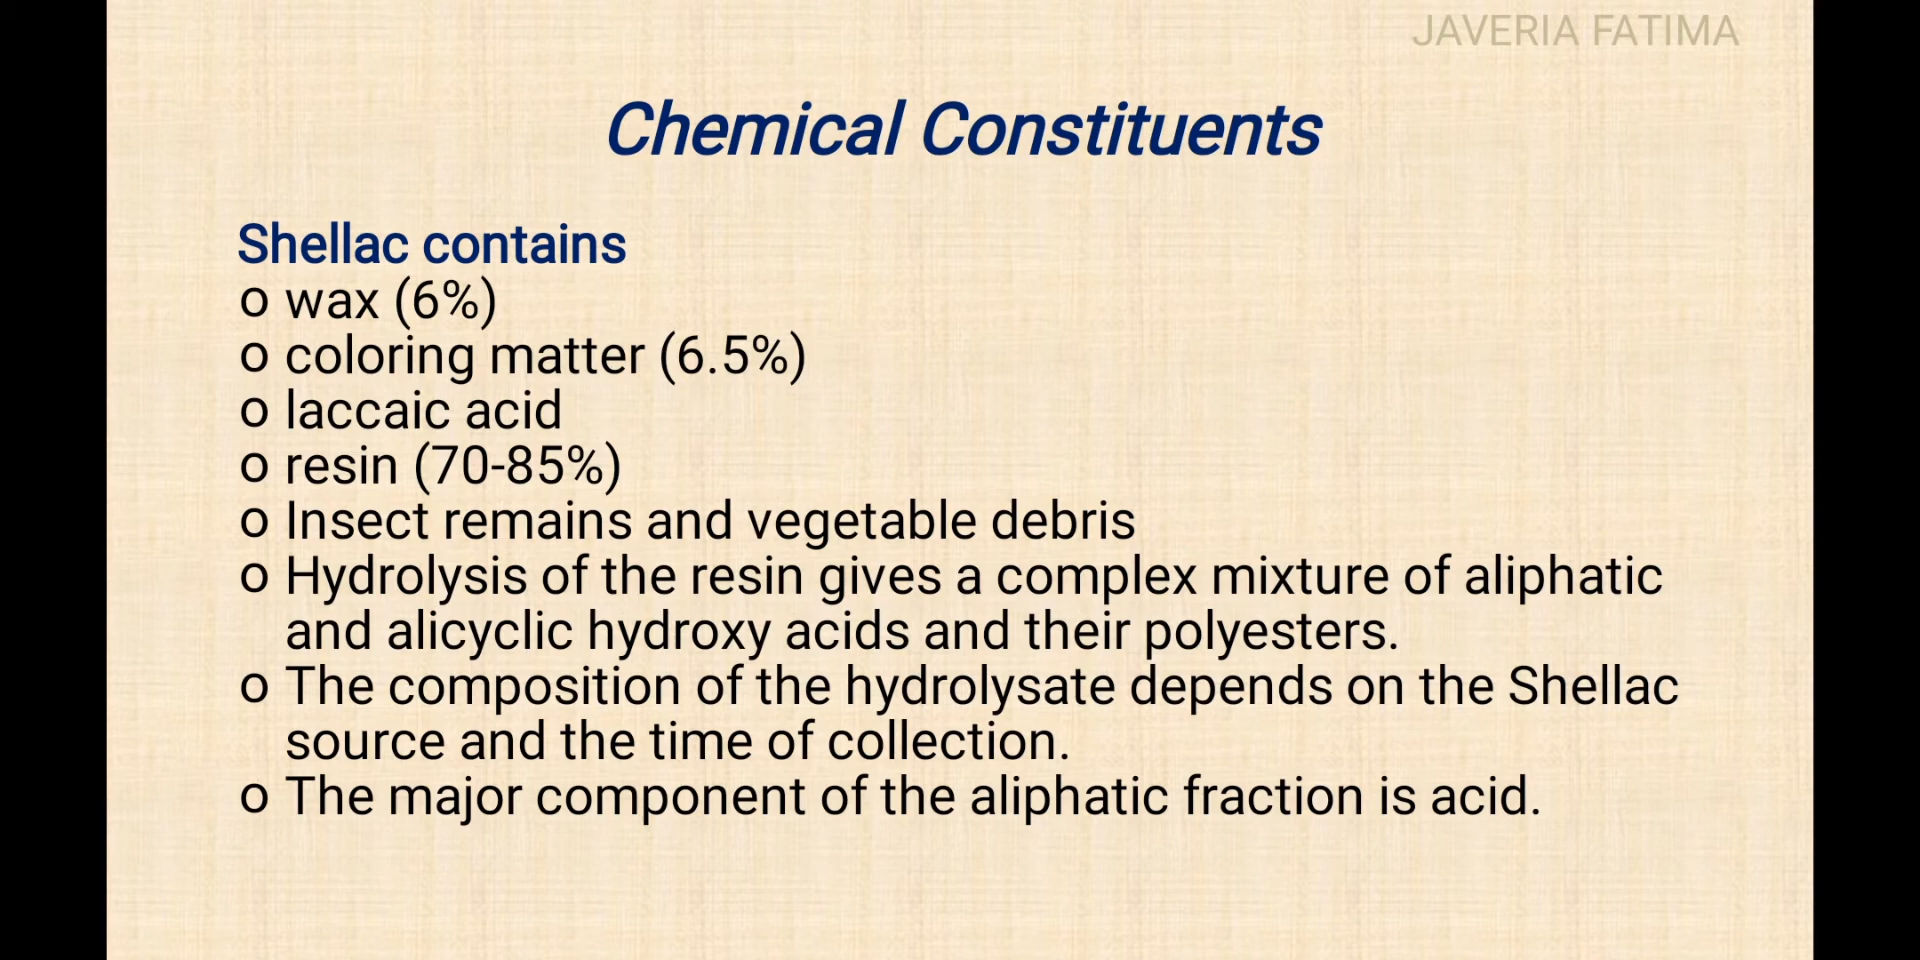 JAVERIA FATIMA
Chemical Constituents
Shellac contains
o wax (6%)
o coloring matter (6.5%)
o laccaic acid
o resin (70-85%)
o Insect remains and vegetable debris
o Hydrolysis of the resin gives a complex mixture of aliphatic
and alicyclic hydroxy acids and their polyesters.
o The composition of the hydrolysate depends on the Shellac
source and the time of collection.
o The major component of the aliphatic fraction is acid.